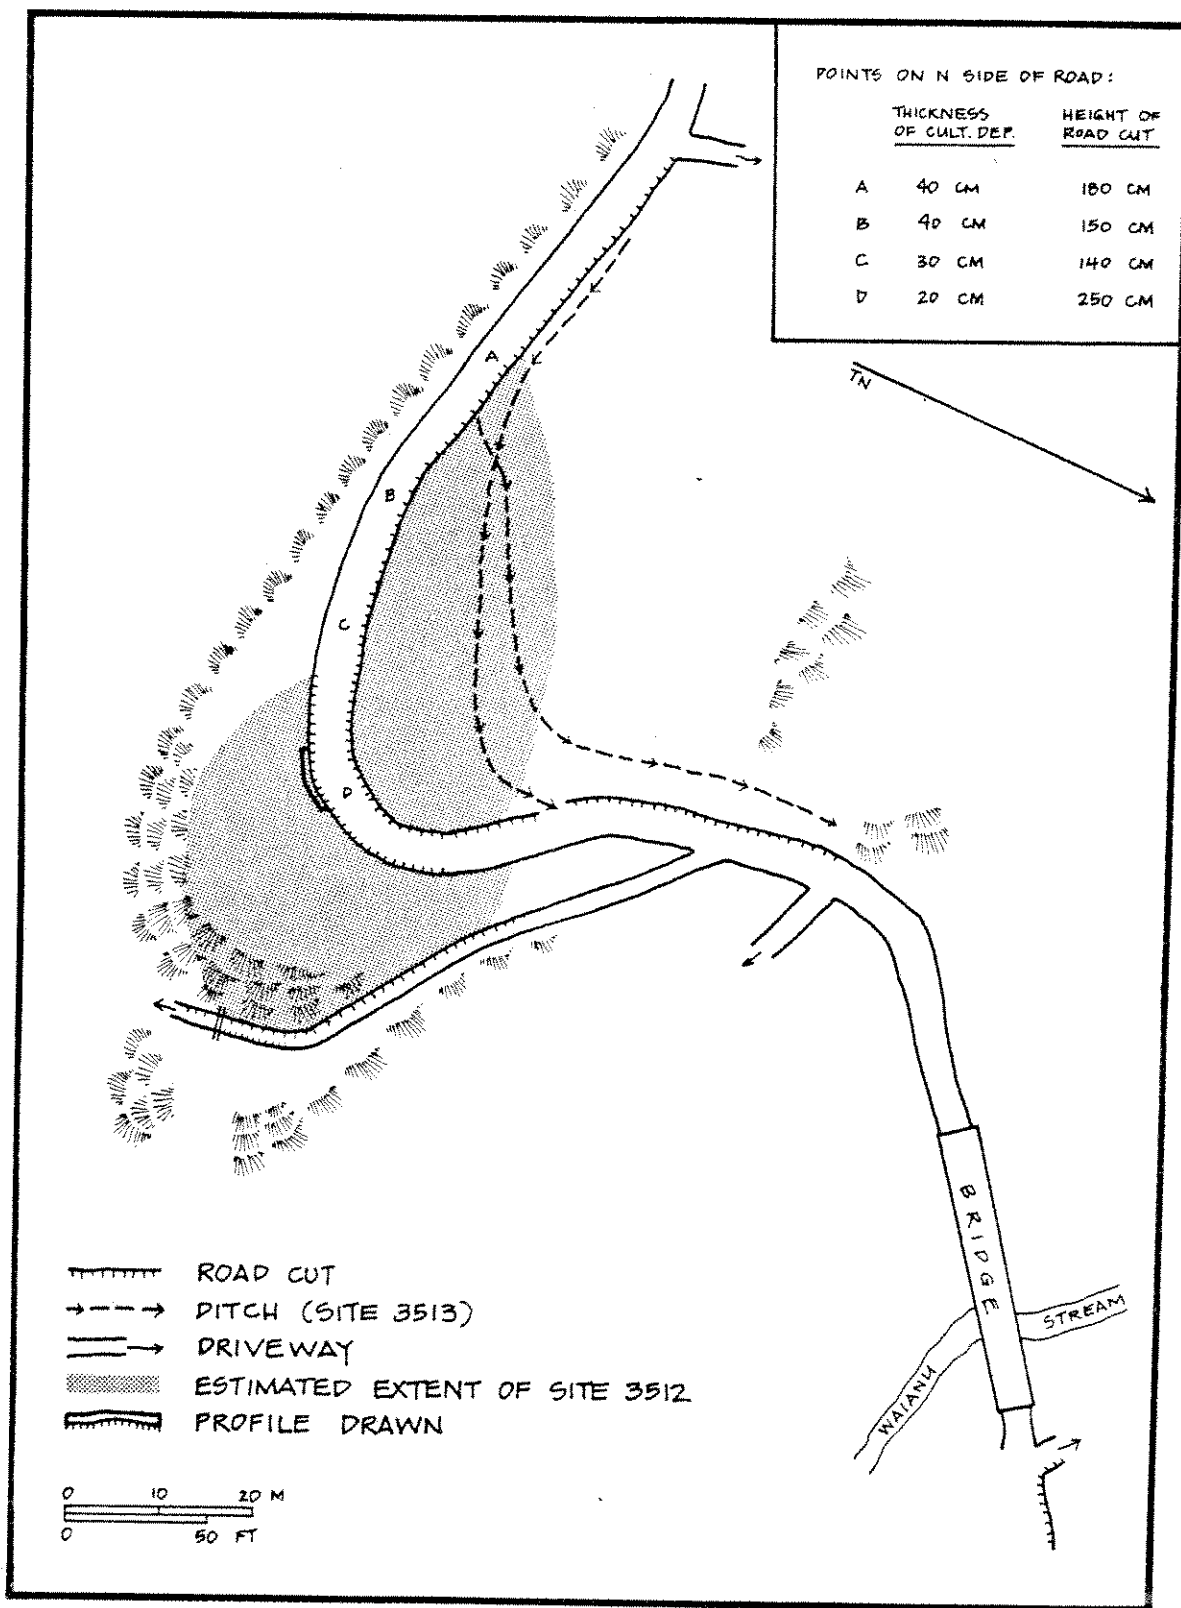 POINTS ON N SIDE OF ROAD:
THICKNESS OF CULT. DEP. HEIGHT OF ROAD CUT
A 40 CM 180 CM
B 40 CM 150 CM
C 30 CM 140 CM
D 20 CM 250 CM
TN
A
B
C
D
BRIDGE
WAIANU STREAM
ROAD CUT
DITCH (SITE 3513)
DRIVEWAY
ESTIMATED EXTENT OF SITE 3512
PROFILE DRAWN
0 10 20 M
0 50 FT